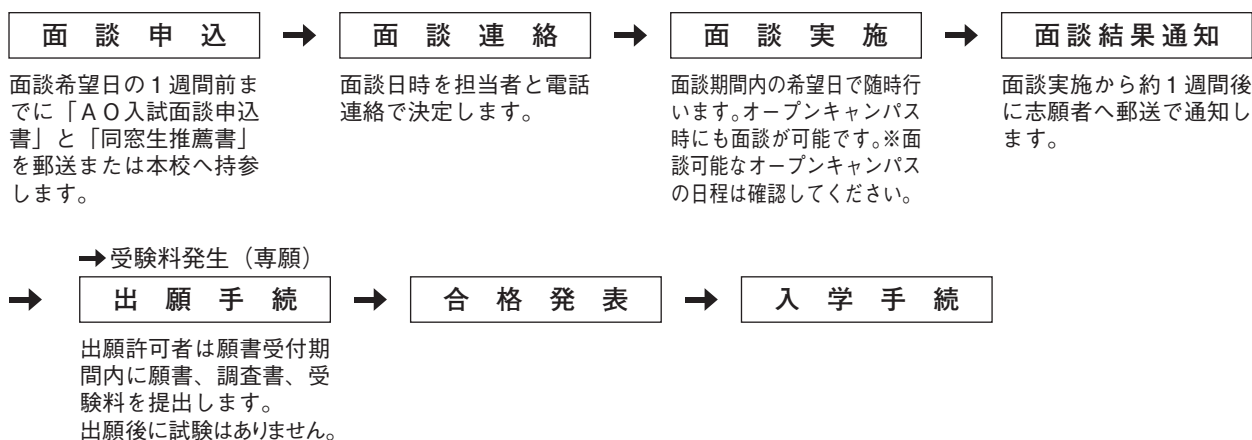 面談申込 → 面談連絡 → 面談実施 → 面談結果通知
面談希望日の1週間前ま
でに「AO入試面談申込
書」と「同窓生推薦書」
を郵送または本校へ持参
します。
面談日時を担当者と電話
連絡で決定します。
面談期間内の希望日で随時行
います。オープンキャンパス
時にも面談が可能です。※面
談可能なオープンキャンパス
の日程は確認してください。
面談実施から約1週間後
に志願者へ郵送で通知し
ます。
→受験料発生（専願）
→ 出願手続 → 合格発表 → 入学手続
出願許可者は願書受付期
間内に願書、調査書、受
験料を提出します。
出願後に試験はありません。